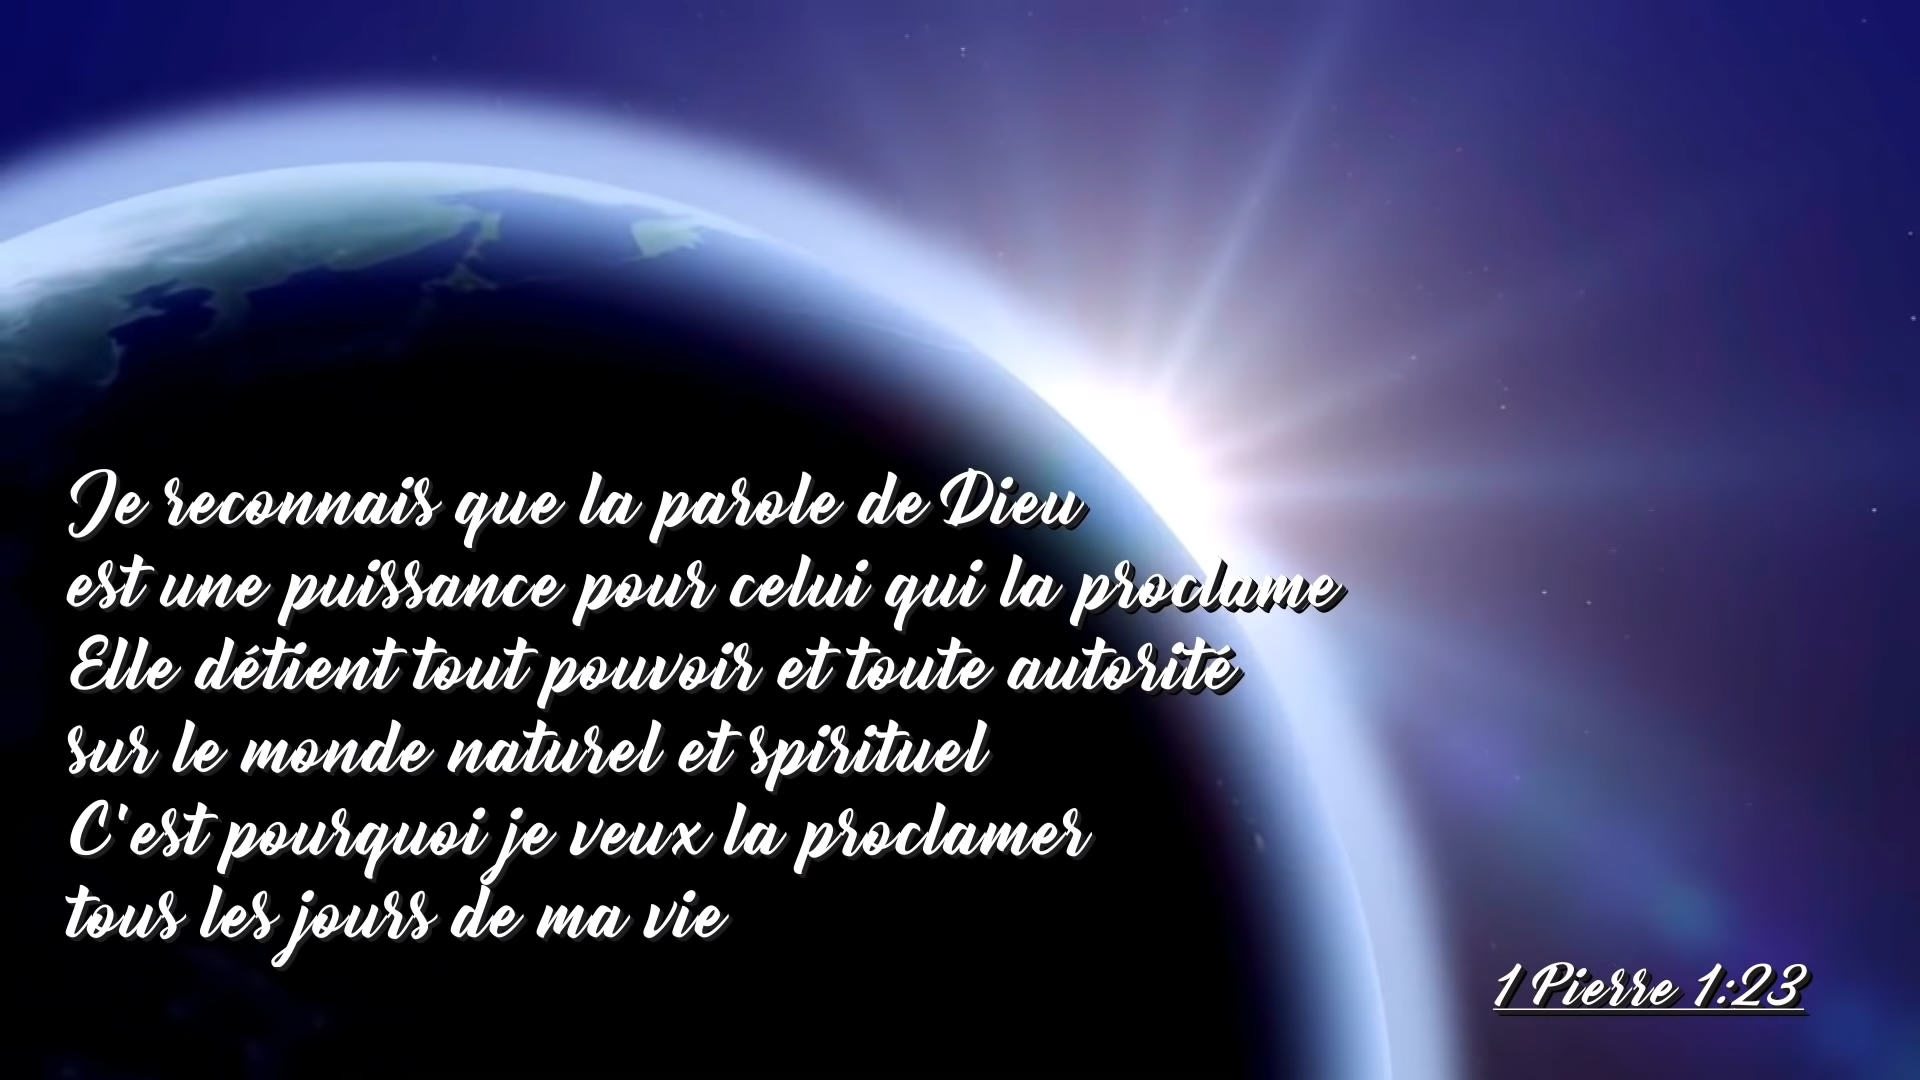 Je reconnais que la parole de Dieu
est une puissance pour celui qui la proclame
Elle détient tout pouvoir et toute autorité
sur le monde naturel et spirituel
C'est pourquoi je veux la proclamer
tous les jours de ma vie
1 Pierre 1:23